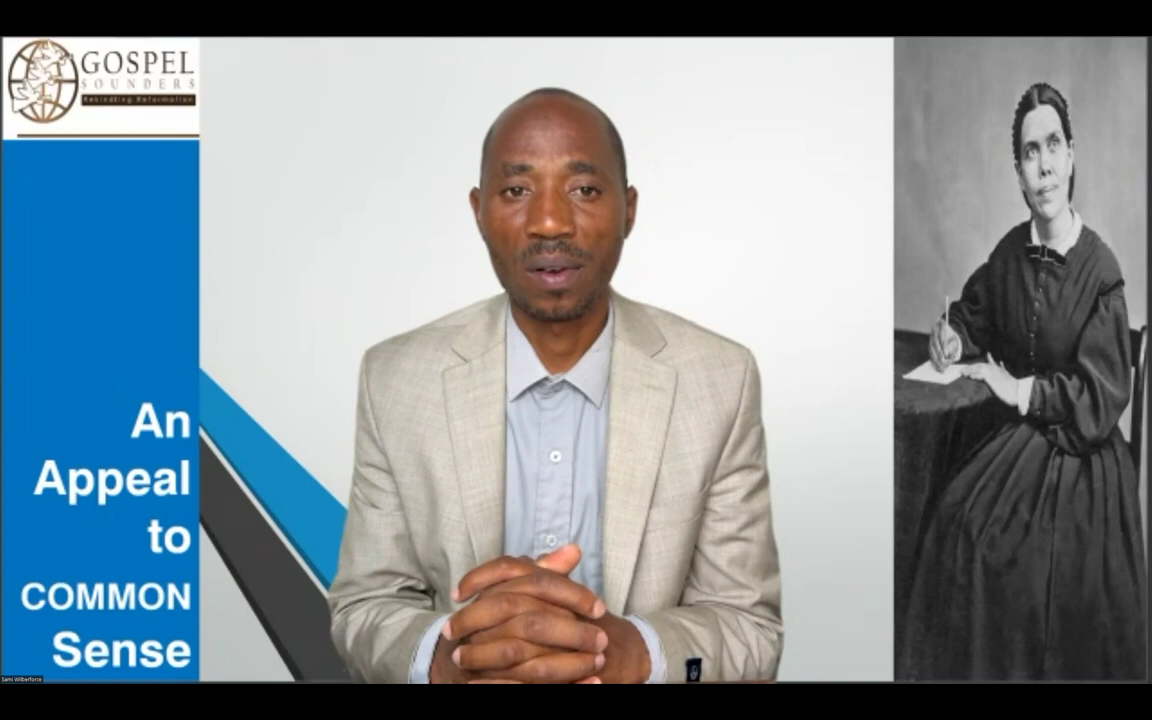 GOSPEL
SOUNDERS
Rekindling Reformation
An
Appeal
to
COMMON
Sense
Sami Wilberforce